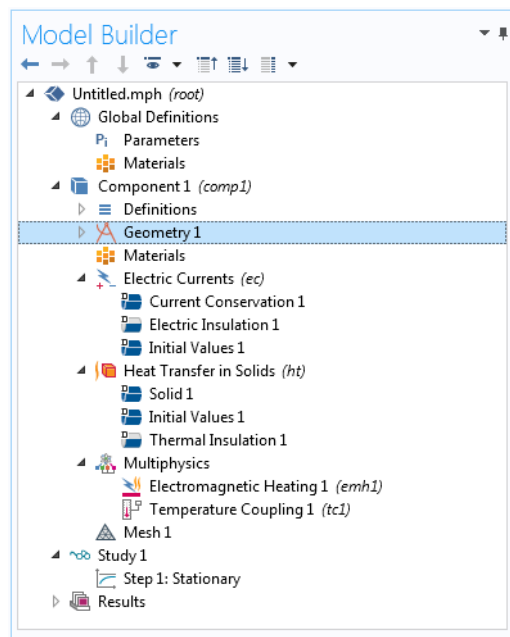 Model Builder
Untitled.mph (root)
Global Definitions
Pi Parameters
Materials
Component 1 (comp1)
Definitions
Geometry 1
Materials
Electric Currents (ec)
Current Conservation 1
Electric Insulation 1
Initial Values 1
Heat Transfer in Solids (ht)
Solid 1
Initial Values 1
Thermal Insulation 1
Multiphysics
Electromagnetic Heating 1 (emh1)
Temperature Coupling 1 (tc1)
Mesh 1
Study 1
Step 1: Stationary
Results